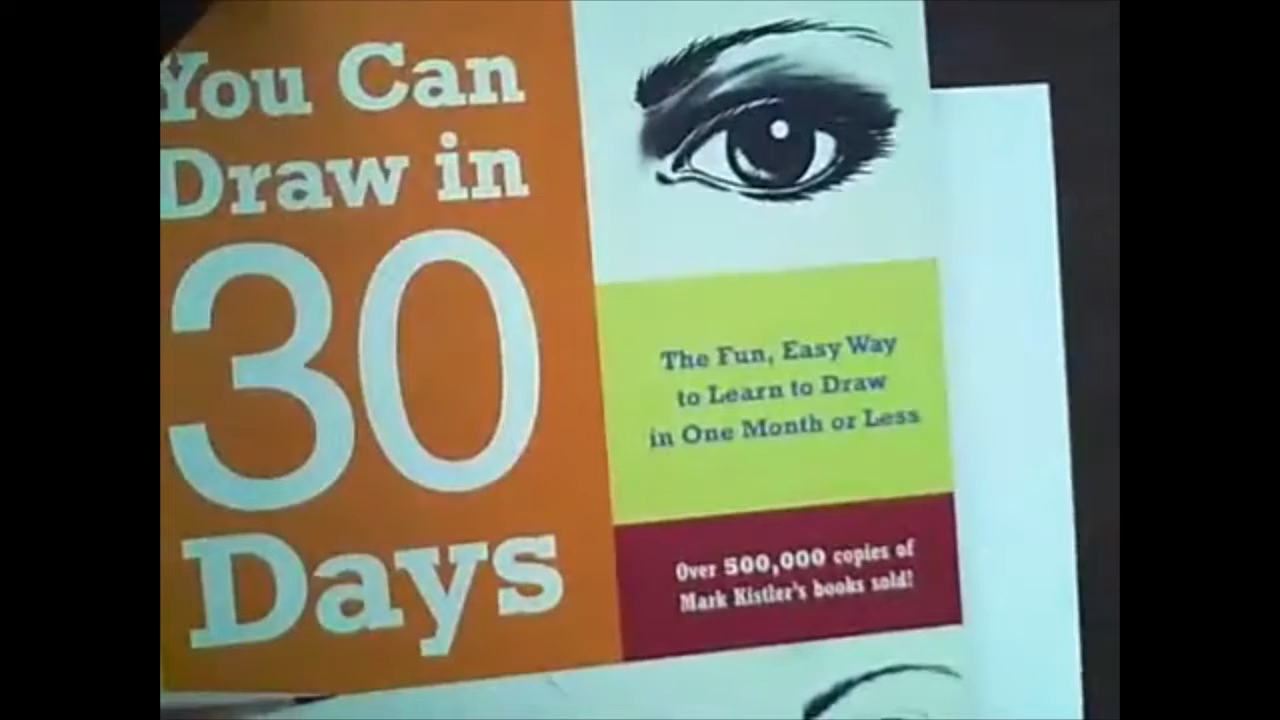 You Can
Draw in
30
Days
The Fun, Easy Way
to Learn to Draw
in One Month or Less
Over 500,000 copies of
Mark Kistler's books sold!